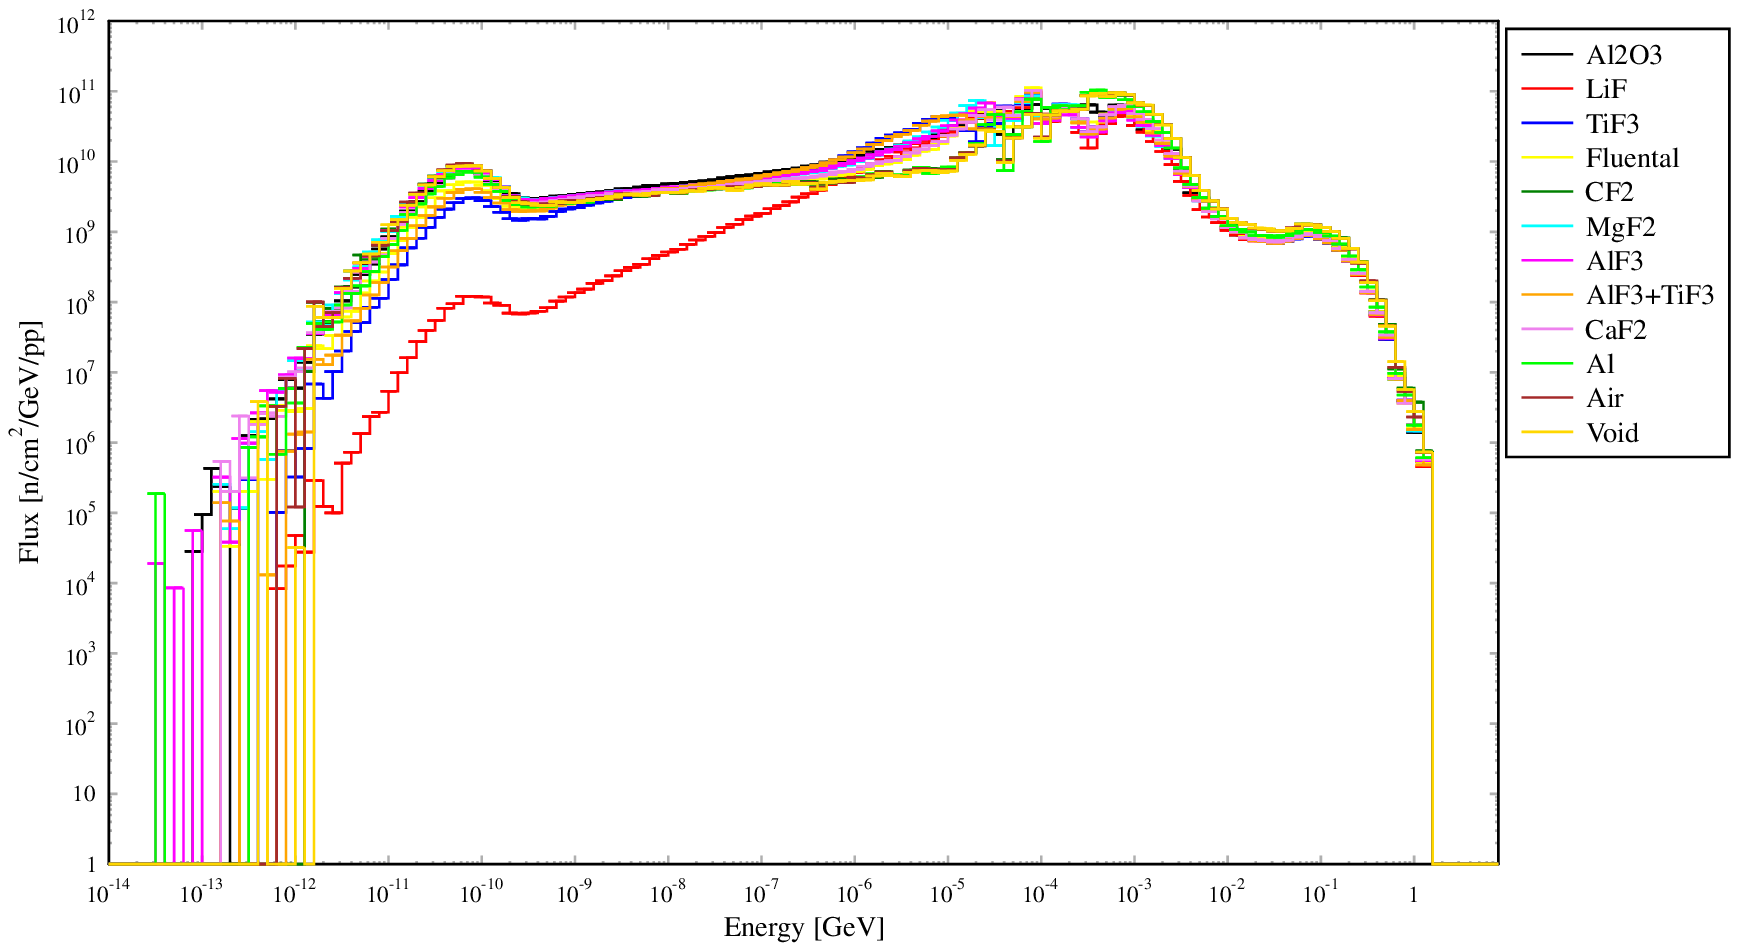 10^12
10^11
10^10
10^9
10^8
10^7
10^6
10^5
10^4
10^3
10^2
10
1
Flux [n/cm^2/GeV/pp]
10^-14 10^-13 10^-12 10^-11 10^-10 10^-9 10^-8 10^-7 10^-6 10^-5 10^-4 10^-3 10^-2 10^-1 1
Energy [GeV]
Al2O3
LiF
TiF3
Fluental
CF2
MgF2
AlF3
AlF3+TiF3
CaF2
Al
Air
Void